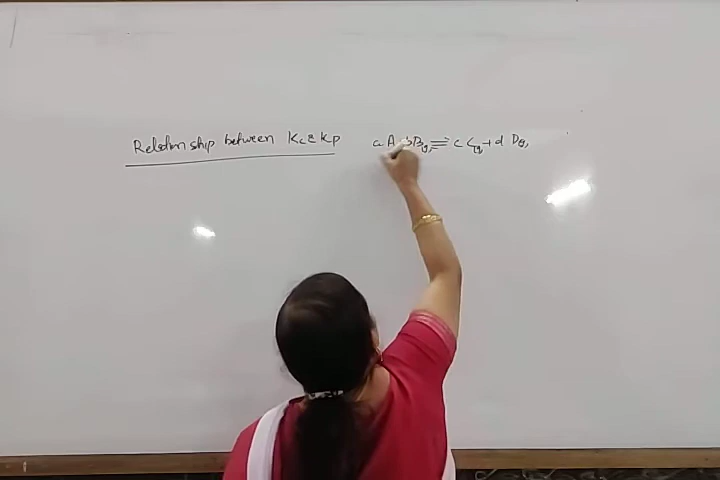 Relationship between Kc & Kp aA + bB(g) ⇌ cC(g) + dD(g)